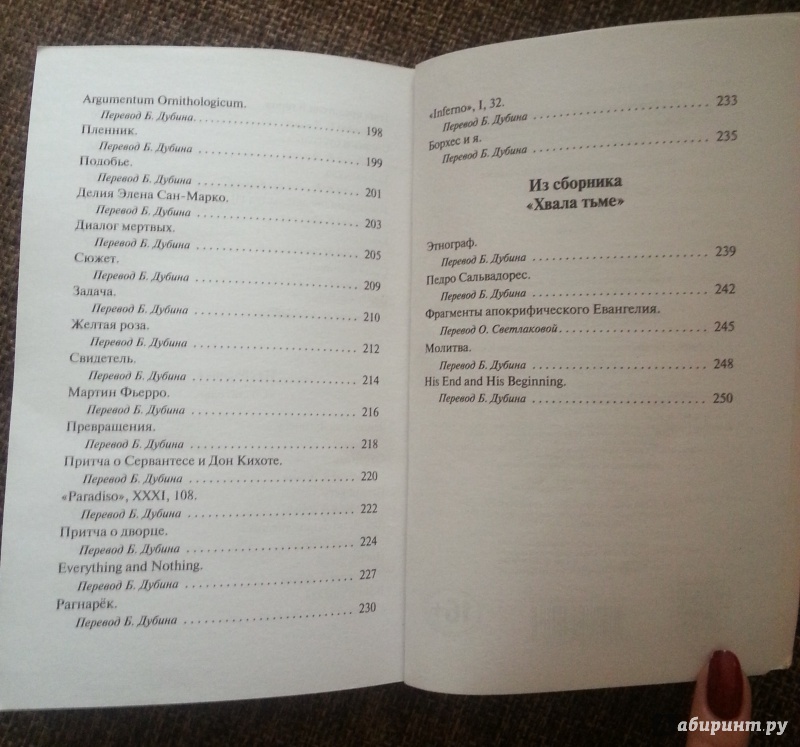 Argumentum Ornithologicum.
Перевод Б. Дубина. . . . . . . . . . . . . . . . . . . . . . . 198
Пленник.
Перевод Б. Дубина . . . . . . . . . . . . . . . . . . . . . . . 199
Подобье.
Перевод Б. Дубина . . . . . . . . . . . . . . . . . . . . . . . 201
Делия Элена Сан-Марко.
Перевод Б. Дубина . . . . . . . . . . . . . . . . . . . . . . . 203
Диалог мертвых.
Перевод Б. Дубина . . . . . . . . . . . . . . . . . . . . . . . 205
Сюжет.
Перевод Б. Дубина . . . . . . . . . . . . . . . . . . . . . . . 209
Задача.
Перевод Б. Дубина . . . . . . . . . . . . . . . . . . . . . . . 210
Желтая роза.
Перевод Б. Дубина . . . . . . . . . . . . . . . . . . . . . . . 212
Свидетель.
Перевод Б. Дубина . . . . . . . . . . . . . . . . . . . . . . . 214
Мартин Фьерро.
Перевод Б. Дубина . . . . . . . . . . . . . . . . . . . . . . . 216
Превращения.
Перевод Б. Дубина . . . . . . . . . . . . . . . . . . . . . . . 218
Притча о Сервантесе и Дон Кихоте.
Перевод Б. Дубина . . . . . . . . . . . . . . . . . . . . . . . 220
«Paradiso», XXXI, 108.
Перевод Б. Дубина . . . . . . . . . . . . . . . . . . . . . . . 222
Притча о дворце.
Перевод Б. Дубина . . . . . . . . . . . . . . . . . . . . . . . 224
Everything and Nothing.
Перевод Б. Дубина . . . . . . . . . . . . . . . . . . . . . . . 227
Рагнарёк.
Перевод Б. Дубина . . . . . . . . . . . . . . . . . . . . . . . 230
«Inferno», I, 32.
Перевод Б. Дубина . . . . . . . . . . . . . . . . . . . . . . . 233
Борхес и я.
Перевод Б. Дубина . . . . . . . . . . . . . . . . . . . . . . . 235
Из сборника
«Хвала тьме»
Этнограф.
Перевод Б. Дубина . . . . . . . . . . . . . . . . . . . . . . . 239
Педро Сальвадорес.
Перевод Б. Дубина . . . . . . . . . . . . . . . . . . . . . . . 242
Фрагменты апокрифического Евангелия.
Перевод О. Светлаковой . . . . . . . . . . . . . . . . . . . 245
Молитва.
Перевод Б. Дубина . . . . . . . . . . . . . . . . . . . . . . . 248
His End and His Beginning.
Перевод Б. Дубина . . . . . . . . . . . . . . . . . . . . . . . 250
абиринт.ру